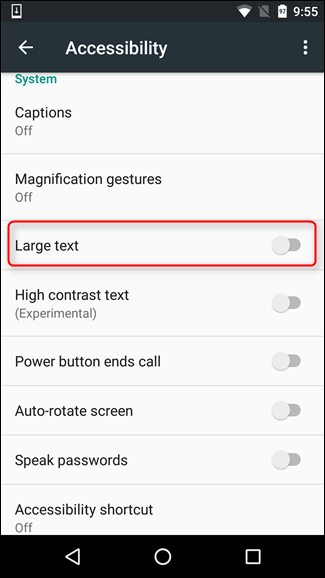 97 9:55
Accessibility
System
Captions
Off
Magnification gestures
Off
Large text
High contrast text
(Experimental)
Power button ends call
Auto-rotate screen
Speak passwords
Accessibility shortcut
Off